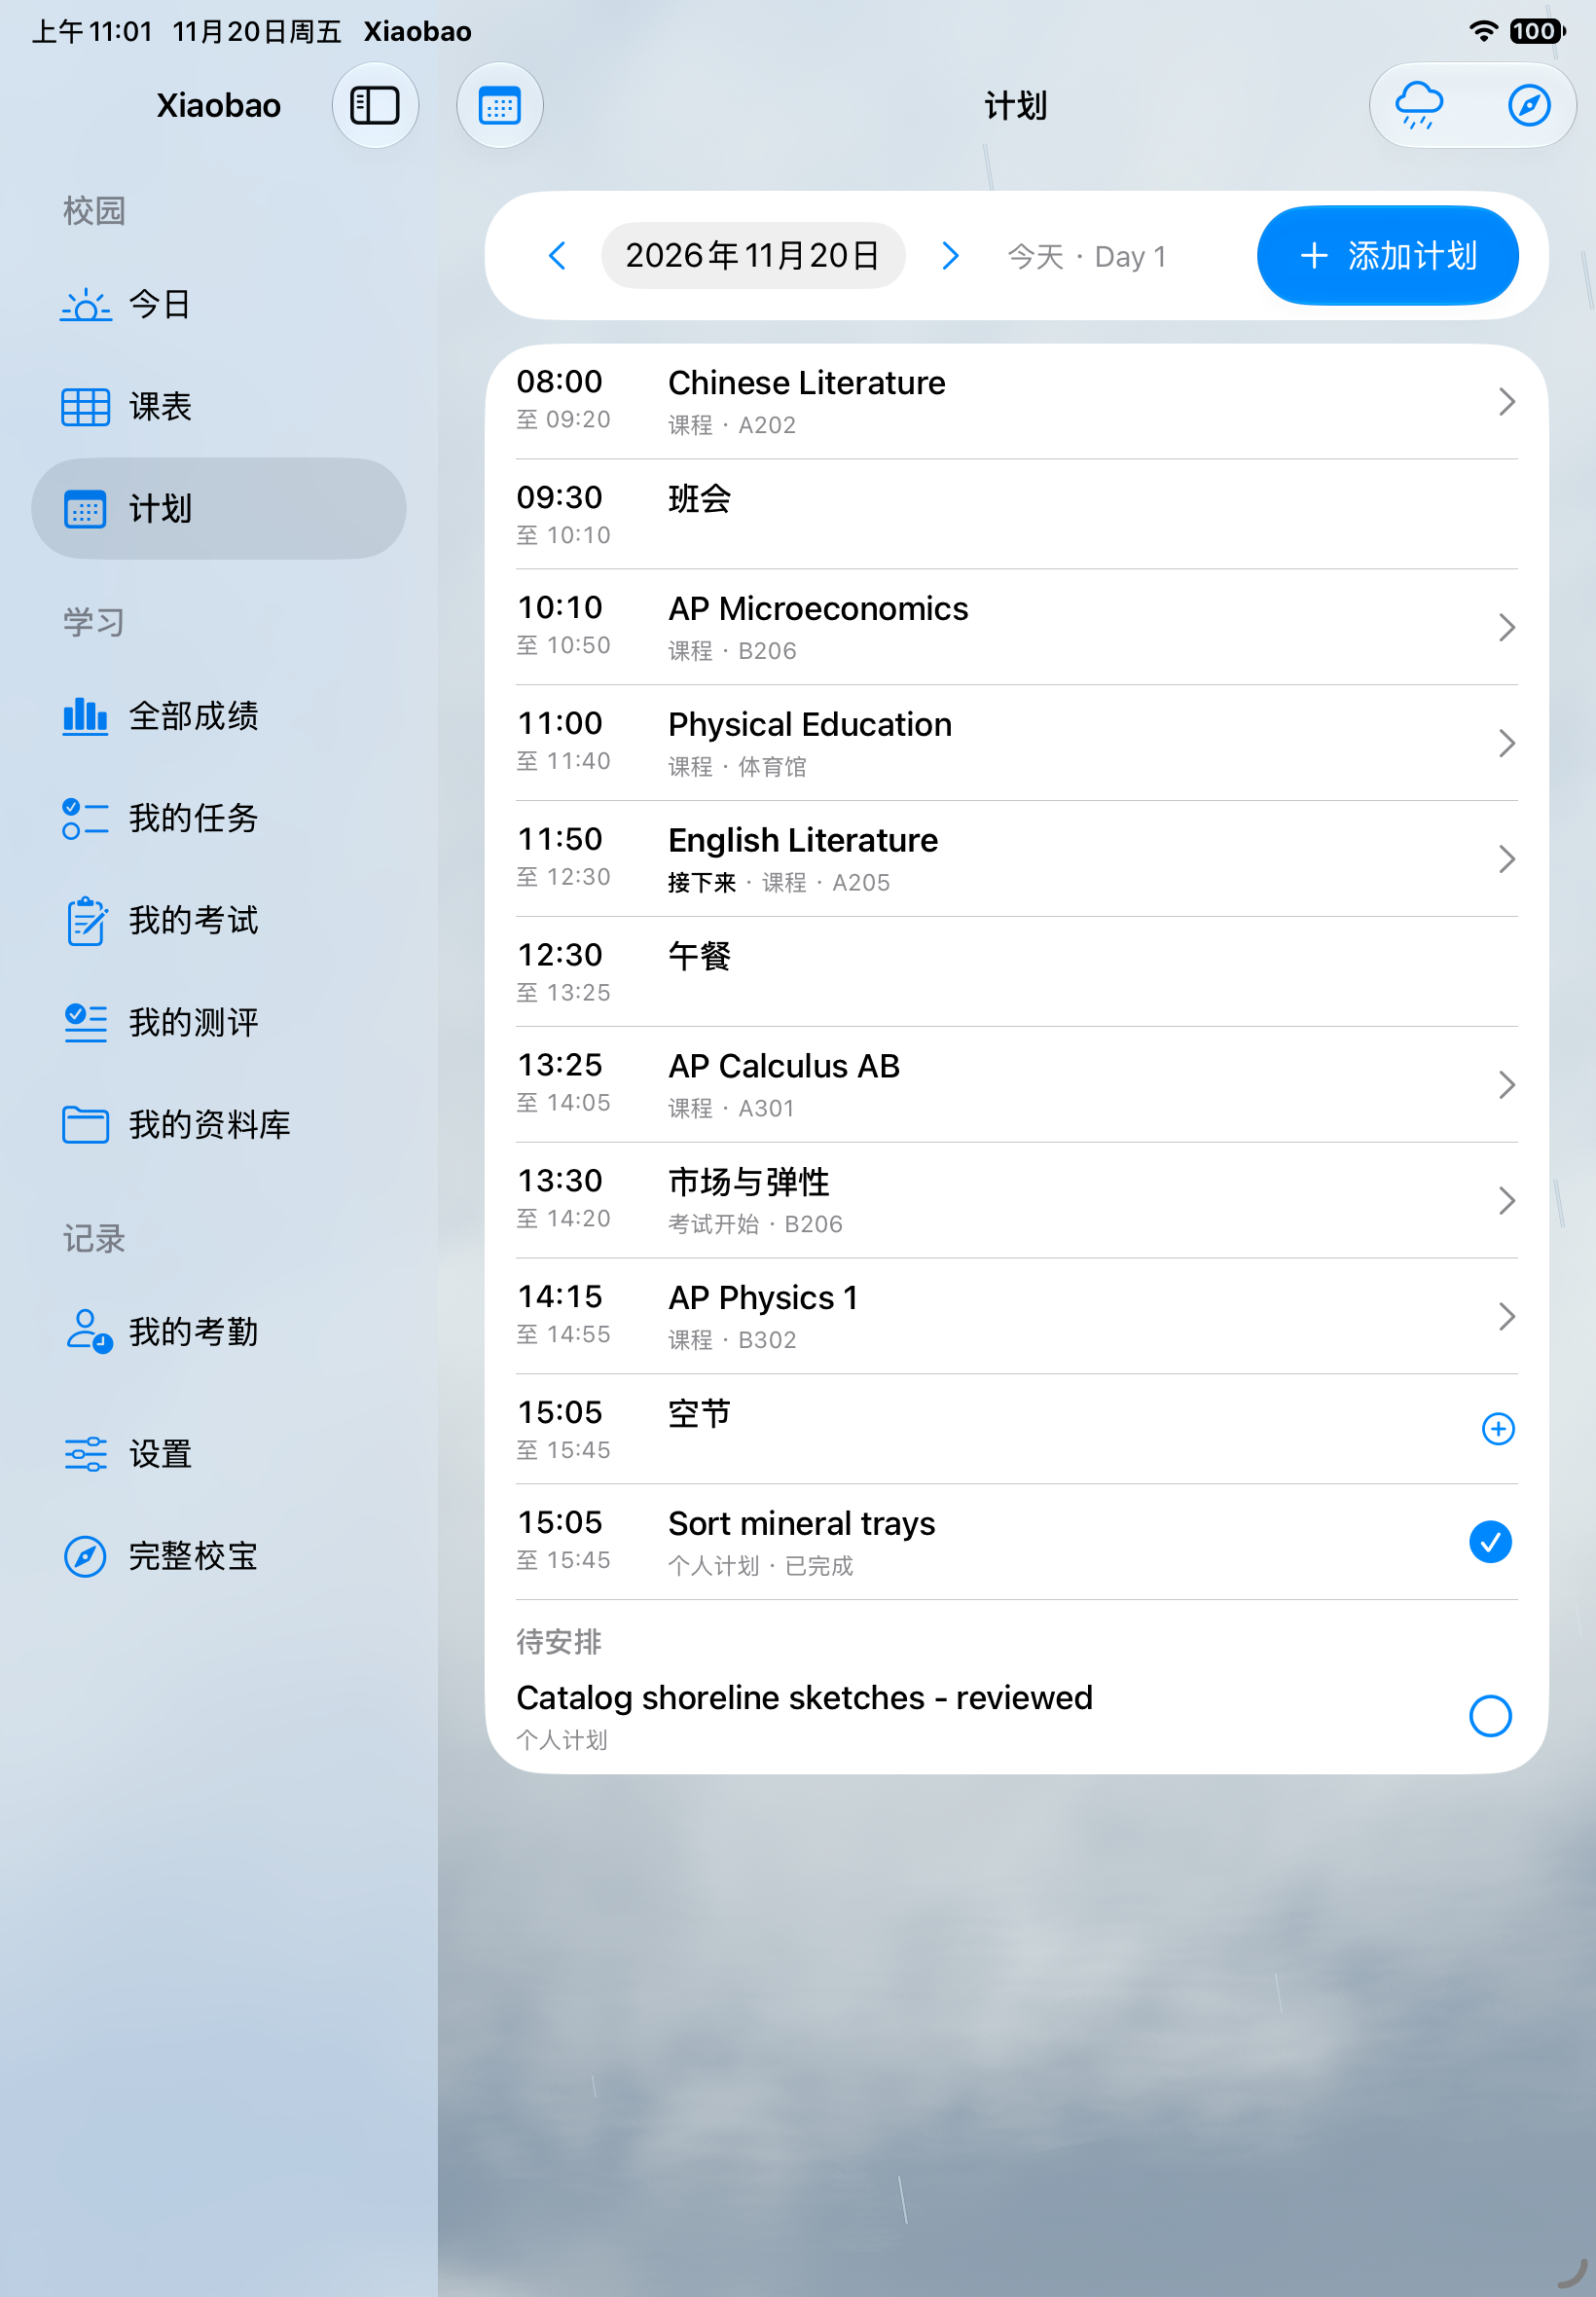 上午11:01 11月20日周五 Xiaobao
100
Xiaobao
计划
校园
今日
课表
计划
学习
全部成绩
我的任务
我的考试
我的测评
我的资料库
记录
我的考勤
设置
完整校宝
2026年11月20日
今天 · Day 1
添加计划
08:00 Chinese Literature
至 09:20 课程 · A202
09:30 班会
至 10:10
10:10 AP Microeconomics
至 10:50 课程 · B206
11:00 Physical Education
至 11:40 课程 · 体育馆
11:50 English Literature
至 12:30 接下来 · 课程 · A205
12:30 午餐
至 13:25
13:25 AP Calculus AB
至 14:05 课程 · A301
13:30 市场与弹性
至 14:20 考试开始 · B206
14:15 AP Physics 1
至 14:55 课程 · B302
15:05 空节
至 15:45
15:05 Sort mineral trays
至 15:45 个人计划 · 已完成
待安排
Catalog shoreline sketches - reviewed
个人计划